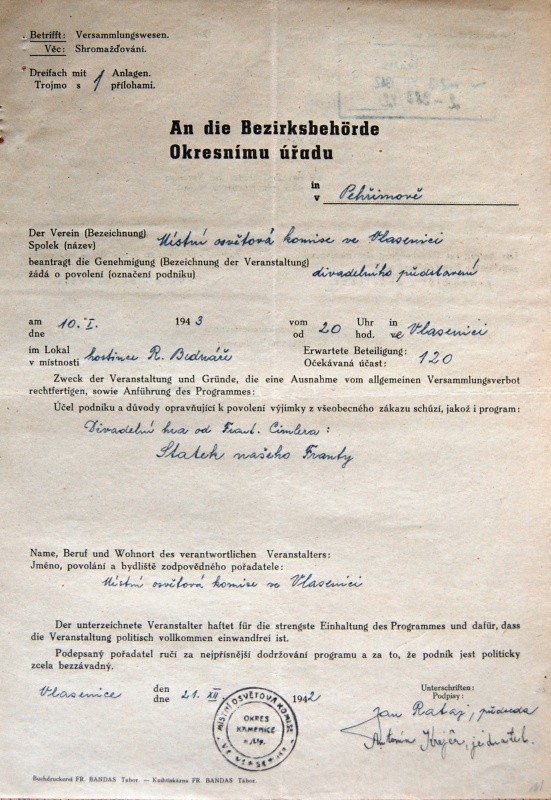 Betrifft: Versammlungswesen.
Věc: Shromažďování.
Dreifach mit 1 Anlagen.
Trojmo s přílohami.
An die Bezirksbehörde
Okresnímu úřadu
in
v Pelhřimově
Der Verein (Bezeichnung)
Spolek (název) Místní osvětová komise ve Vlasenici
beantragt die Genehmigung (Bezeichnung der Veranstaltung)
žádá o povolení (označení podniku) divadelního představení
am 10. I. 1943 vom 20 Uhr in
dne od hod. ve Vlasenici
im Lokal hostince R. Bednáře Erwartete Beteiligung: 120
v místnosti Očekávaná účast:
Zweck der Veranstaltung und Gründe, die eine Ausnahme vom allgemeinen Versammlungsverbot
rechtfertigen, sowie Anführung des Programmes:
Účel podniku a důvody opravňující k povolení výjimky z všeobecného zákazu schůzí, jakož i program:
Divadelní hra od Frant. Cimlera:
Statek našeho Franty
Name, Beruf und Wohnort des verantwortlichen Veranstalters:
Jméno, povolání a bydliště zodpovědného pořadatele:
Místní osvětová komise ve Vlasenici
Der unterzeichnete Veranstalter haftet für die strengste Einhaltung des Programmes und dafür, dass
die Veranstaltung politisch vollkommen einwandfrei ist.
Podepsaný pořadatel ručí za nejpřísnější dodržování programu a za to, že podnik jest politicky
zcela bezzávadný.
Vlasenice den 21. XII. 1942 Unterschriften:
dne Podpisy:
MÍSTNÍ OSVĚTOVÁ KOMISE
OKRES
KAMENICE
n./Lip.
VE VLASENICI
Jan Rataj, předseda
Antonín Krejčí, jednatel.
Buchdruckerei FR. BANDAS Tabor. — Knihtiskárna FR. BANDAS Tábor.